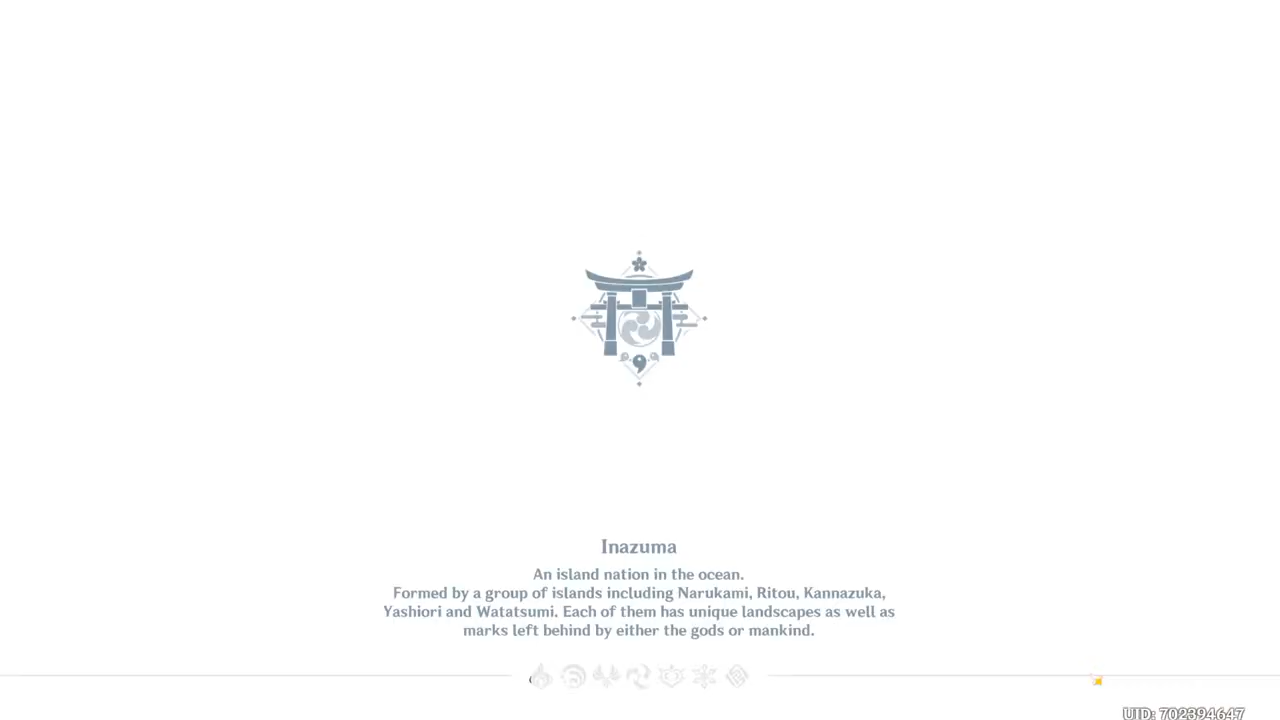 Inazuma
An island nation in the ocean.
Formed by a group of islands including Narukami, Ritou, Kannazuka,
Yashiori and Watatsumi. Each of them has unique landscapes as well as
marks left behind by either the gods or mankind.
UID: 702394647